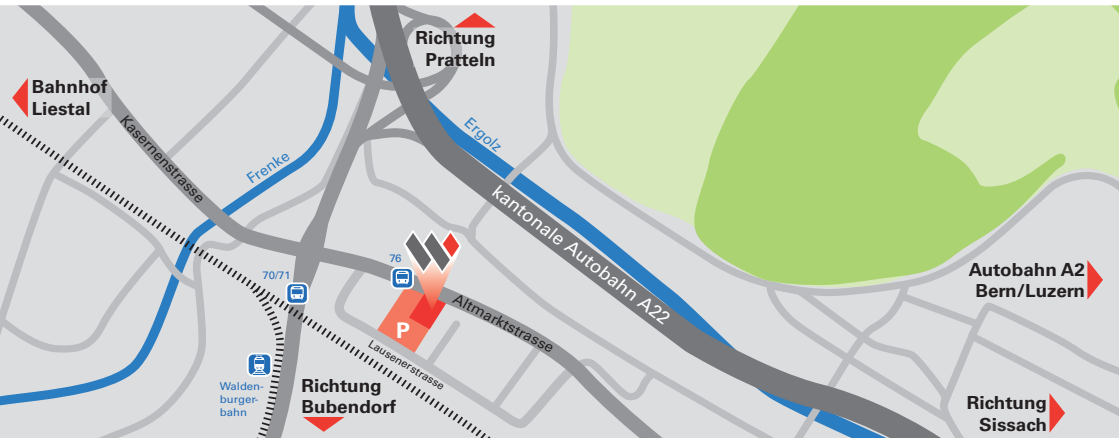 Richtung
Pratteln
Bahnhof
Liestal
Kasernenstrasse
Frenke
Ergolz
kantonale Autobahn A22
76
70/71
Autobahn A2
Bern/Luzern
Altmarktstrasse
P
Lausenerstrasse
Walden-
burger-
bahn
Richtung
Bubendorf
Richtung
Sissach